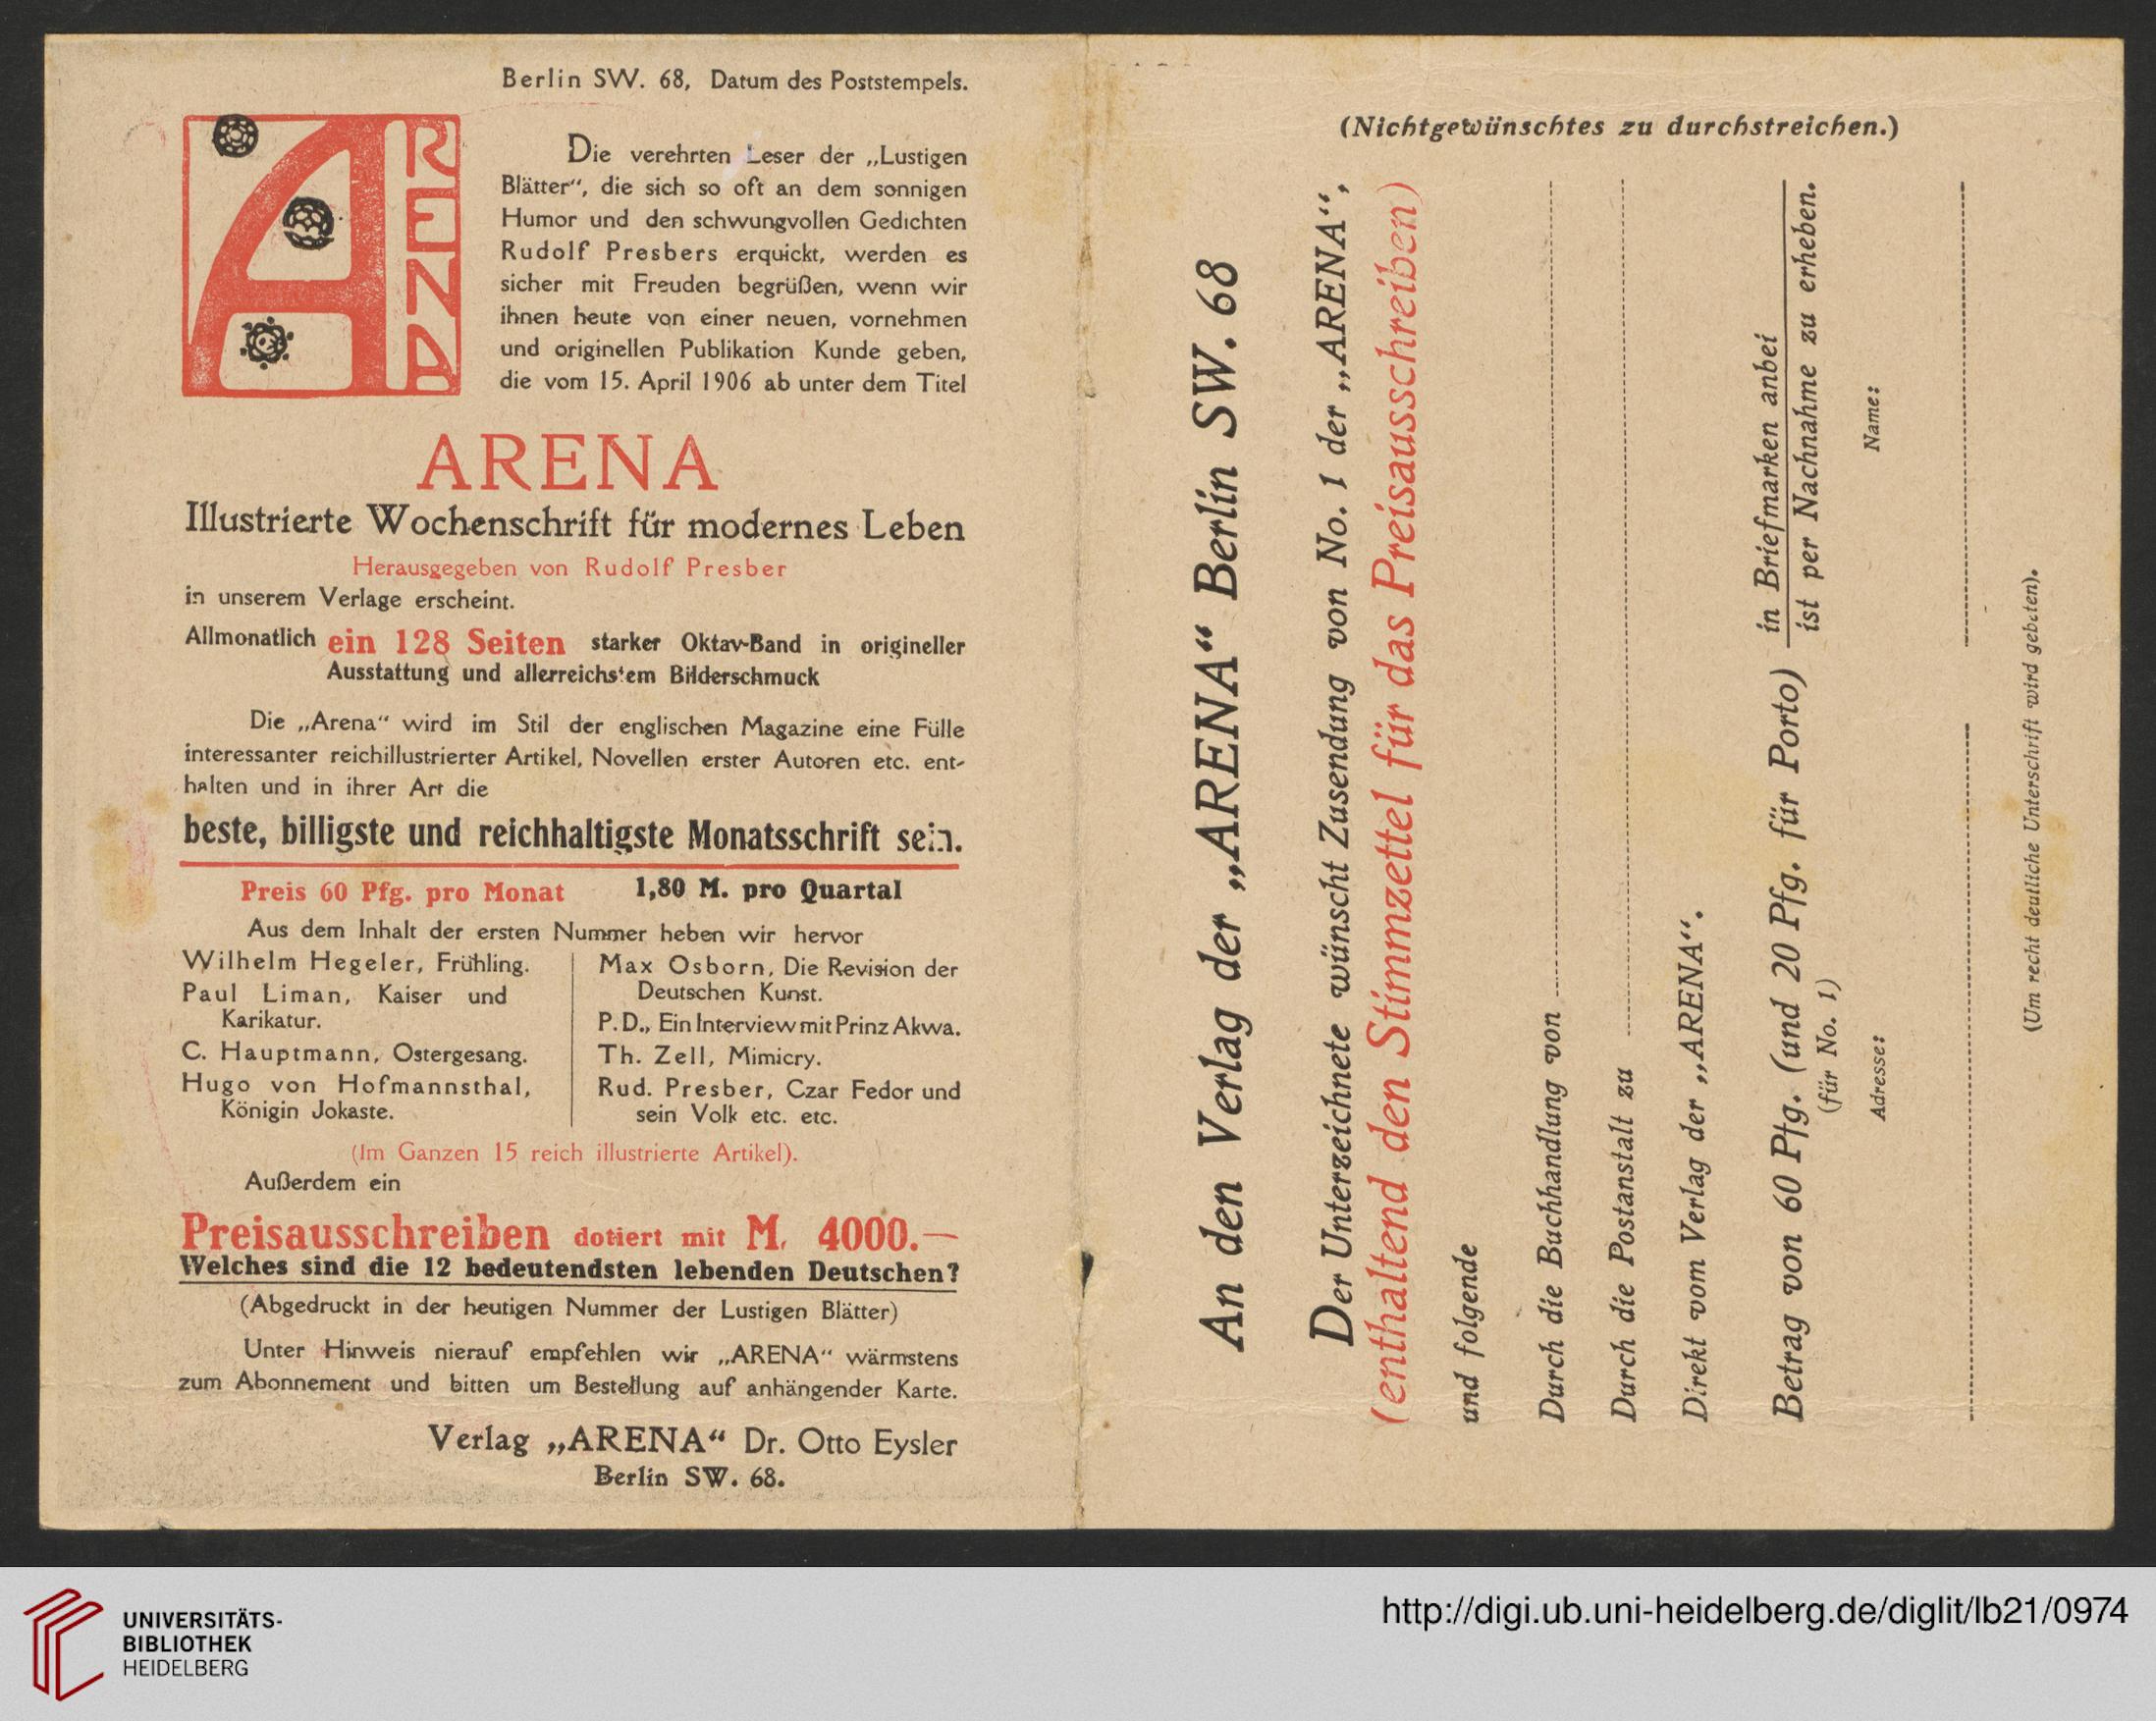 Berlin SW. 68, Datum des Poststempels.
ARENA
Die verehrten Leser der „Lustigen
Blätter“, die sich so oft an dem sonnigen
Humor und den schwungvollen Gedichten
Rudolf Presbers erquickt, werden es
sicher mit Freuden begrüßen, wenn wir
ihnen heute von einer neuen, vornehmen
und originellen Publikation Kunde geben,
die vom 15. April 1906 ab unter dem Titel
ARENA
Illustrierte Wochenschrift für modernes Leben
Herausgegeben von Rudolf Presber
in unserem Verlage erscheint.
Allmonatlich ein 128 Seiten starker Oktav-Band in origineller
Ausstattung und allerreichstem Bilderschmuck
Die „Arena“ wird im Stil der englischen Magazine eine Fülle
interessanter reichillustrierter Artikel, Novellen erster Autoren etc. ent-
halten und in ihrer Art die
beste, billigste und reichhaltigste Monatsschrift sein.
Preis 60 Pfg. pro Monat 1,80 M. pro Quartal
Aus dem Inhalt der ersten Nummer heben wir hervor
Wilhelm Hegeler, Frühling.
Paul Liman, Kaiser und
Karikatur.
C. Hauptmann, Ostergesang.
Hugo von Hofmannsthal,
Königin Jokaste.
Max Osborn, Die Revision der
Deutschen Kunst.
P. D., Ein Interview mit Prinz Akwa.
Th. Zell, Mimicry.
Rud. Presber, Czar Fedor und
sein Volk etc. etc.
(Im Ganzen 15 reich illustrierte Artikel).
Außerdem ein
Preisausschreiben dotiert mit M. 4000.—
Welches sind die 12 bedeutendsten lebenden Deutschen?
(Abgedruckt in der heutigen Nummer der Lustigen Blätter)
Unter Hinweis hierauf empfehlen wir „ARENA“ wärmstens
zum Abonnement und bitten um Bestellung auf anhängender Karte.
Verlag „ARENA“ Dr. Otto Eysler
Berlin SW. 68.
(Nichtgewünschtes zu durchstreichen.)
An den Verlag der „ARENA“ Berlin SW. 68
Der Unterzeichnete wünscht Zusendung von No. 1 der „ARENA“,
(enthaltend den Stimmzettel für das Preisausschreiben)
und folgende
Durch die Buchhandlung von
Durch die Postanstalt zu
Direkt vom Verlag der „ARENA“.
Betrag von 60 Pfg. (und 20 Pfg. für Porto) in Briefmarken anbei
ist per Nachnahme zu erheben.
(für No. 1)
Adresse: Name:
(Um recht deutliche Unterschrift wird gebeten).
UNIVERSITÄTS-
BIBLIOTHEK
HEIDELBERG
http://digi.ub.uni-heidelberg.de/diglit/lb21/0974